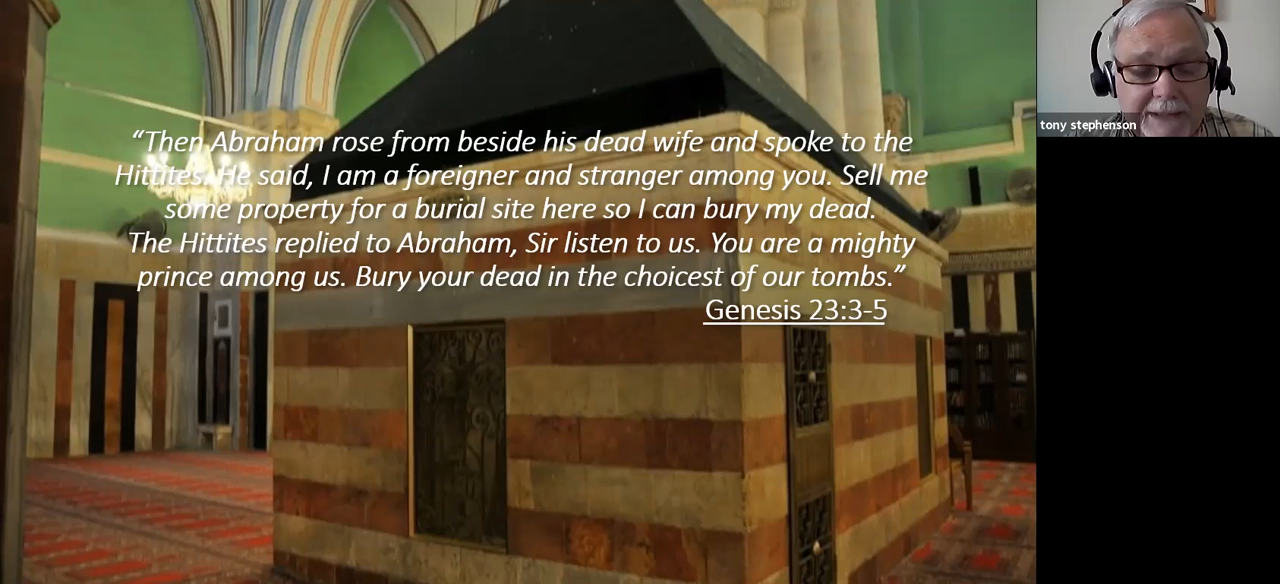 “Then Abraham rose from beside his dead wife and spoke to the
Hittites. He said, I am a foreigner and stranger among you. Sell me
some property for a burial site here so I can bury my dead.
The Hittites replied to Abraham, Sir listen to us. You are a mighty
prince among us. Bury your dead in the choicest of our tombs.”
Genesis 23:3-5
tony stephenson